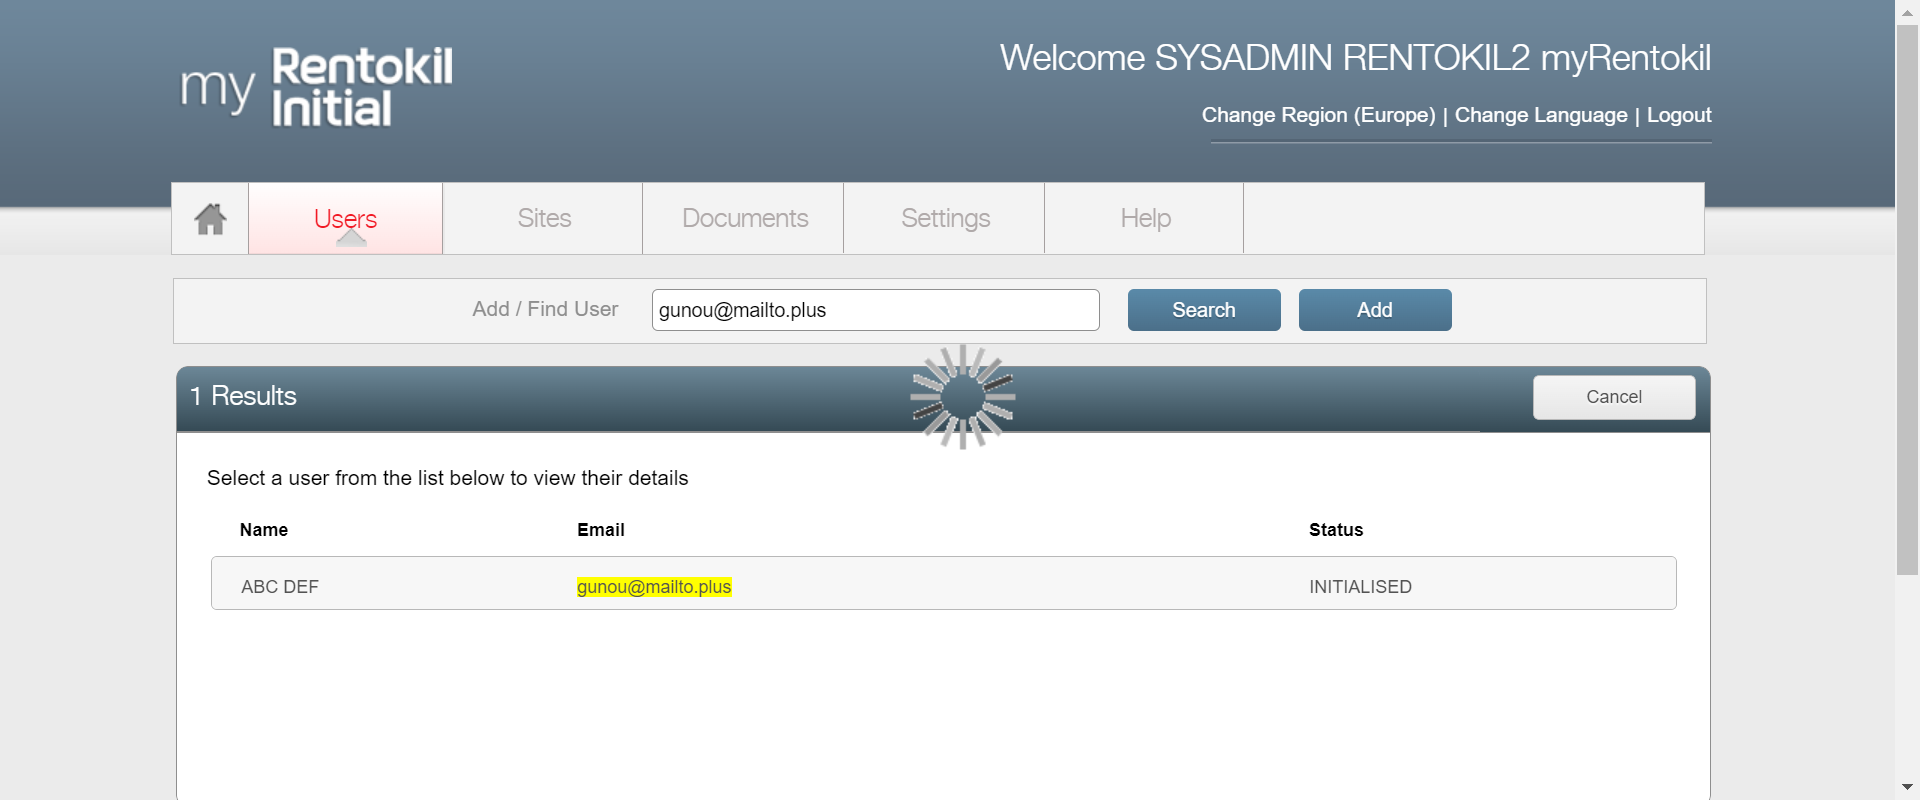 my Rentokil Initial
Welcome SYSADMIN RENTOKIL2 myRentokil
Change Region (Europe) | Change Language | Logout
Users Sites Documents Settings Help
Add / Find User gunou@mailto.plus Search Add
1 Results Cancel
Select a user from the list below to view their details
Name Email Status
ABC DEF gunou@mailto.plus INITIALISED